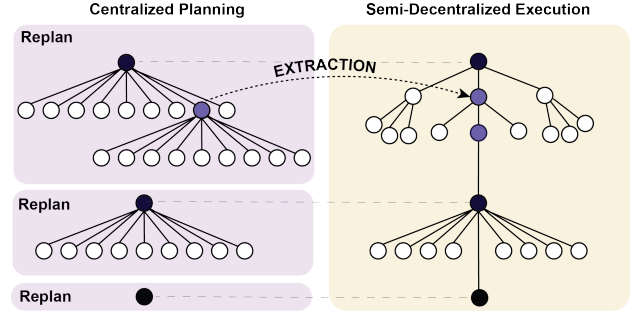 Centralized Planning
Semi-Decentralized Execution
Replan
EXTRACTION
Replan
Replan